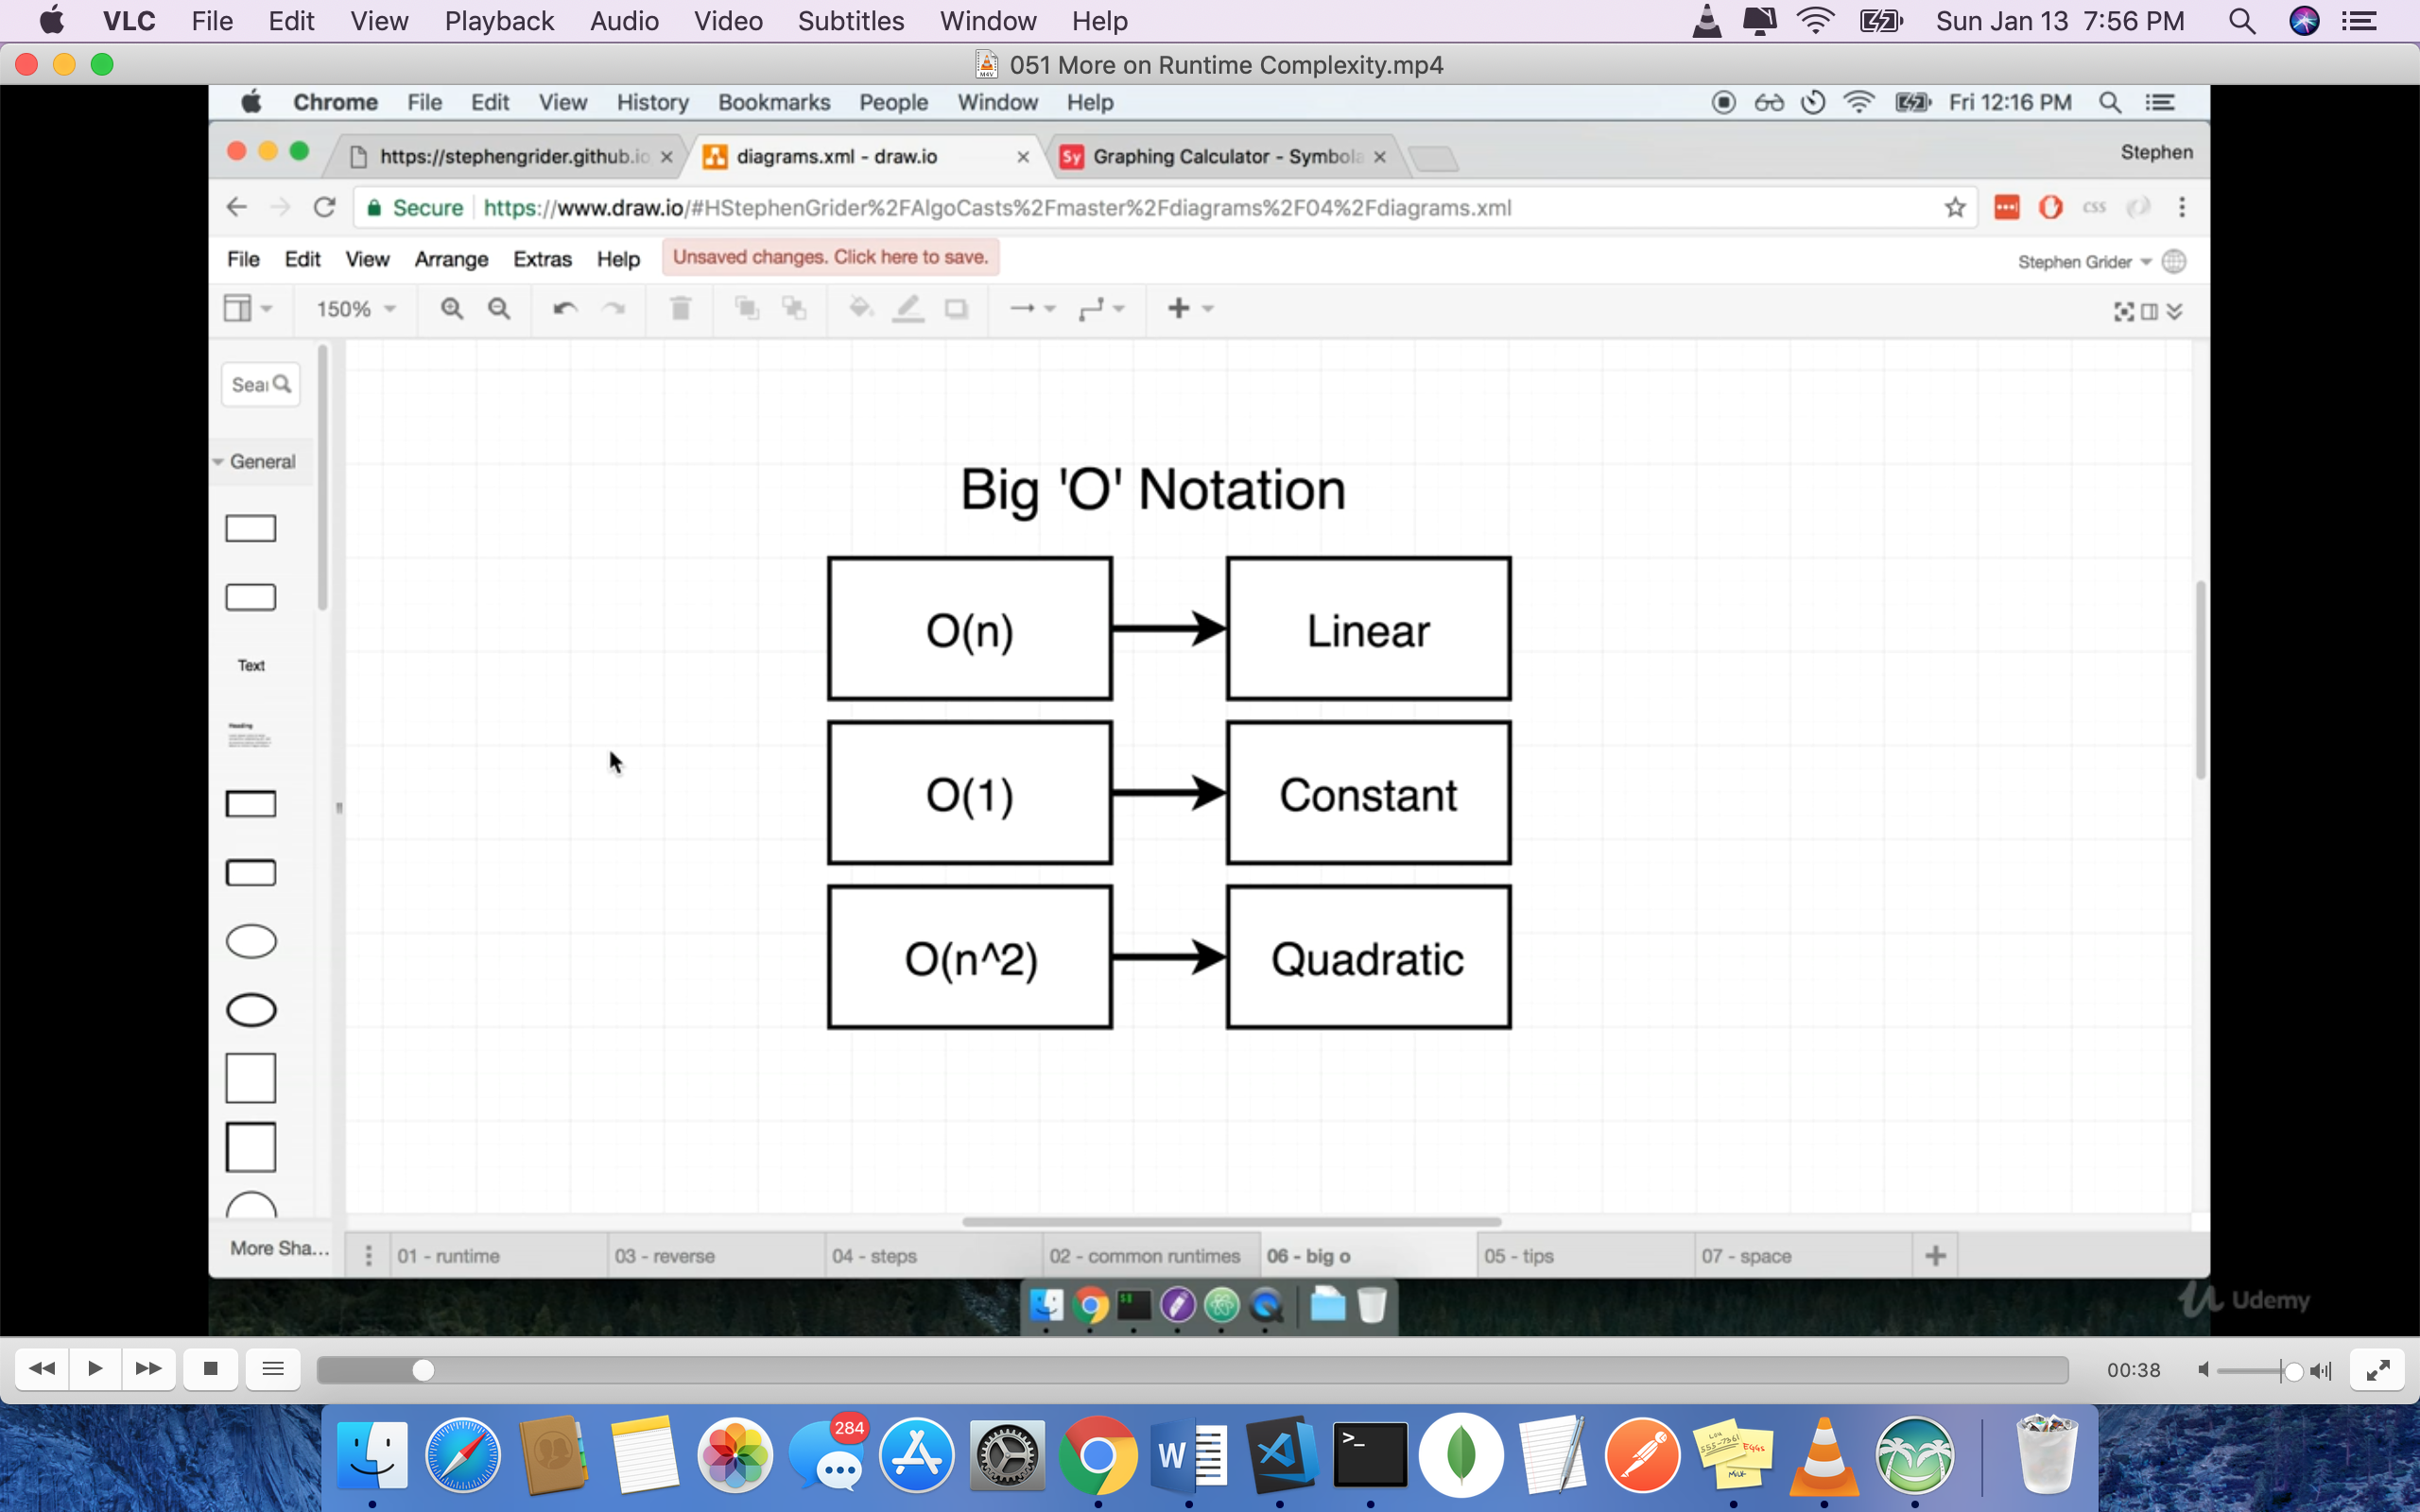 VLC File Edit View Playback Audio Video Subtitles Window Help Sun Jan 13 7:56 PM
051 More on Runtime Complexity.mp4
Chrome File Edit View History Bookmarks People Window Help Fri 12:16 PM
https://stephengrider.github.io diagrams.xml - draw.io Sy Graphing Calculator - Symbola Stephen
Secure https://www.draw.io/#HStephenGrider%2FAlgoCasts%2Fmaster%2Fdiagrams%2F04%2Fdiagrams.xml CSS
File Edit View Arrange Extras Help Unsaved changes. Click here to save. Stephen Grider
150%
Sear
General
Text
Heading
Big 'O' Notation
O(n) Linear
O(1) Constant
O(n^2) Quadratic
More Sha... 01 - runtime 03 - reverse 04 - steps 02 - common runtimes 06 - big o 05 - tips 07 - space
Udemy
00:38
284